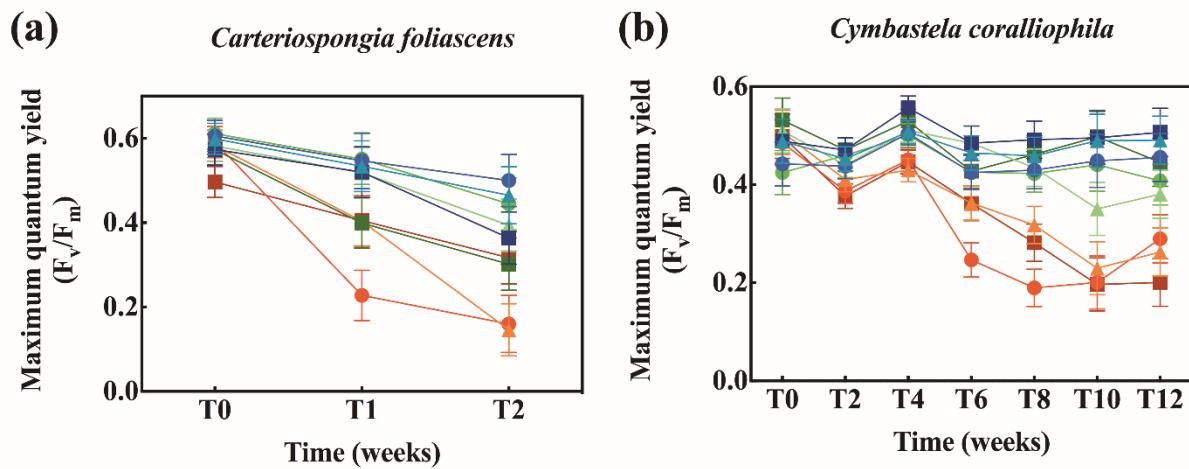 (a)
Carteriospongia foliascens
Maximum quantum yield
(Fv/Fm)
0.6
0.4
0.2
0.0
T0 T1 T2
Time (weeks)
(b)
Cymbastela coralliophila
Maximum quantum yield
(Fv/Fm)
0.6
0.4
0.2
0.0
T0 T2 T4 T6 T8 T10 T12
Time (weeks)